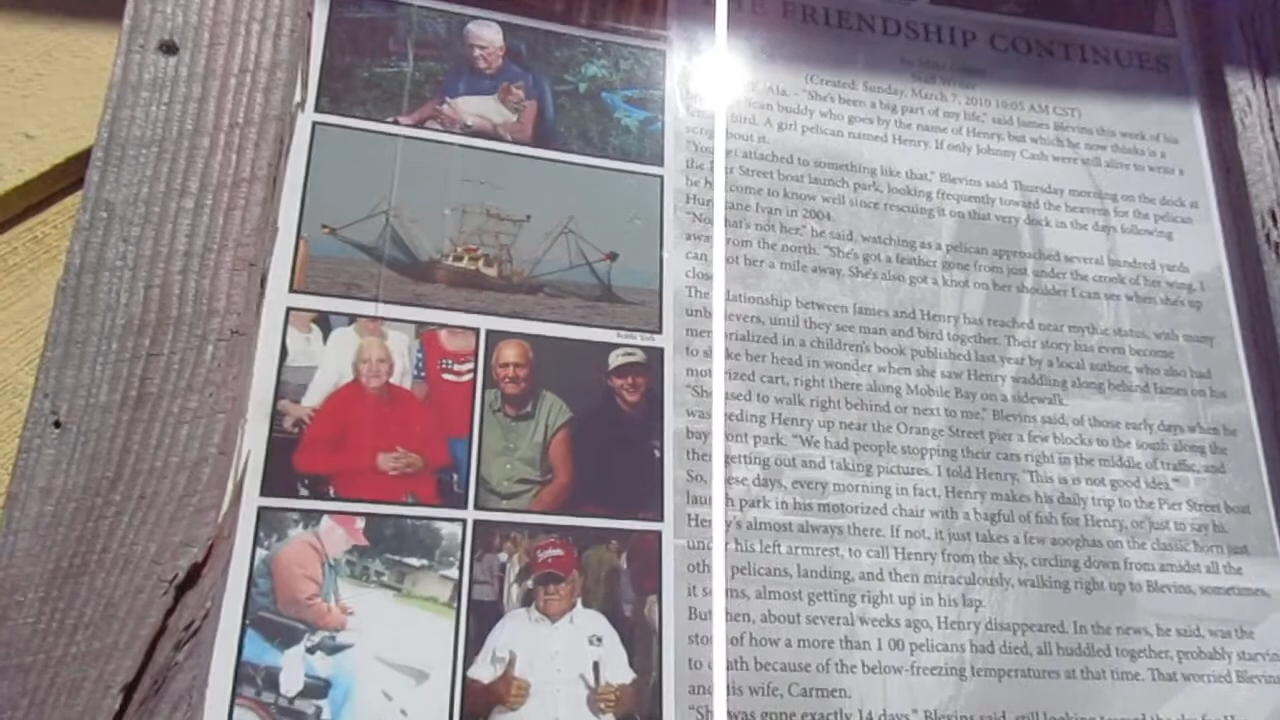 THE FRIENDSHIP CONTINUES
Staff Writer
(Created: Sunday, March 7, 2010 10:05 AM CST)
Ala. - "She's been a big part of my life," said James Blevins this week of his
ican buddy who goes by the name of Henry, but which he now thinks is a
bird. A girl pelican named Henry. If only Johnny Cash were still alive to write a
song about it.
"You get attached to something like that," Blevins said Thursday morning on the dock at
the Pier Street boat launch park, looking frequently toward the heavens for the pelican
he has come to know well since rescuing it on that very dock in the days following
Hurricane Ivan in 2004.
"No, that's not her," he said, watching as a pelican approached several hundred yards
away from the north. "She's got a feather gone from just under the crook of her wing. I
can spot her a mile away. She's also got a knot on her shoulder I can see when she's up
close
The relationship between James and Henry has reached near mythic status, with many
unbelievers, until they see man and bird together. Their story has even become
memorialized in a children's book published last year by a local author, who also had
to shake her head in wonder when she saw Henry waddling along behind James on his
motorized cart, right there along Mobile Bay on a sidewalk.
"She used to walk right behind or next to me," Blevins said, of those early days when he
was feeding Henry up near the Orange Street pier a few blocks to the south along the
bay front park. "We had people stopping their cars right in the middle of traffic, and
then getting out and taking pictures. I told Henry, "This is is not good idea."
So, these days, every morning in fact, Henry makes his daily trip to the Pier Street boat
launch park in his motorized chair with a bagful of fish for Henry, or just to say hi.
Henry's almost always there. If not, it just takes a few aooghas on the classic horn just
under his left armrest, to call Henry from the sky, circling down from amidst all the
other pelicans, landing, and then miraculously, walking right up to Blevins, sometimes,
it seems, almost getting right up in his lap.
But then, about several weeks ago, Henry disappeared. In the news, he said, was the
story of how a more than 1 00 pelicans had died, all huddled together, probably starvin
to death because of the below-freezing temperatures at that time. That worried Blevins
and his wife, Carmen.
"She was gone exactly 14 days," Blevins said, still looking toward the